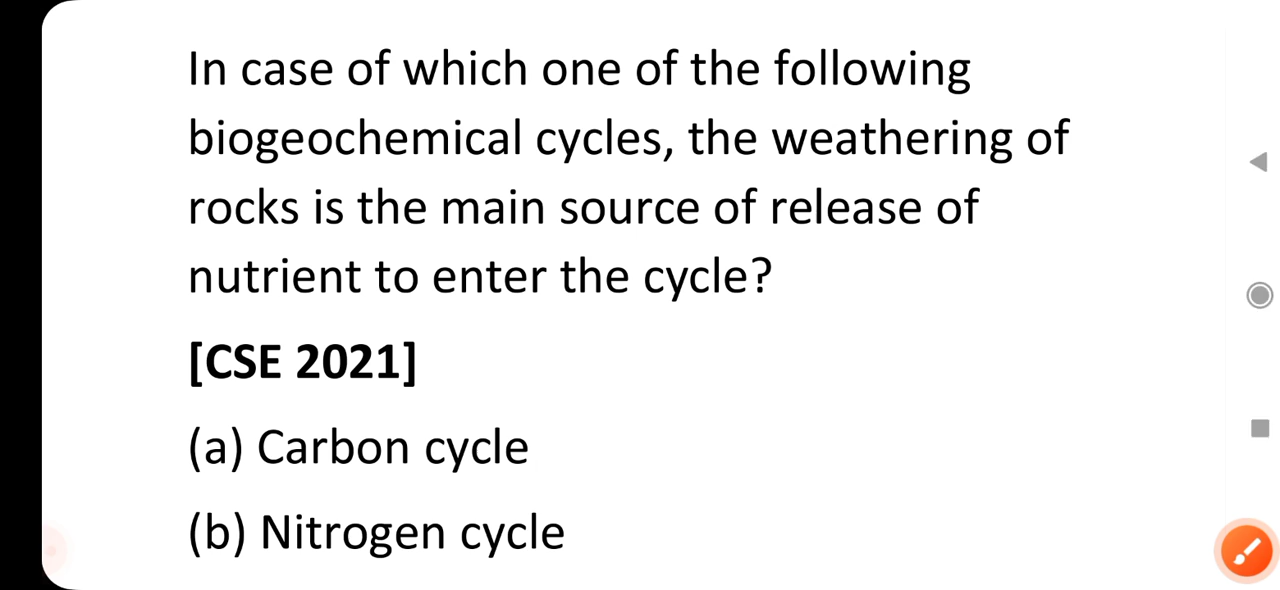 In case of which one of the following
biogeochemical cycles, the weathering of
rocks is the main source of release of
nutrient to enter the cycle?
[CSE 2021]
(a) Carbon cycle
(b) Nitrogen cycle